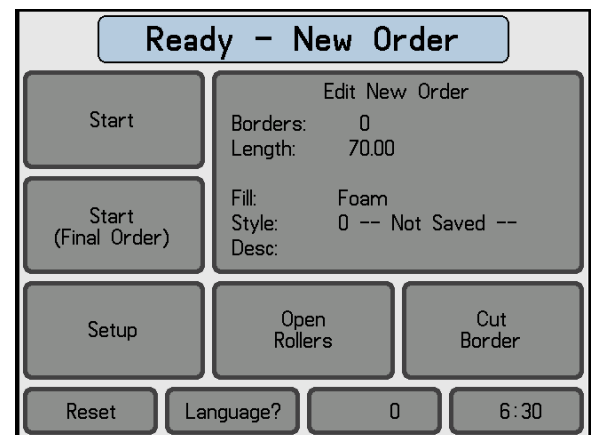 Ready - New Order
Start
Edit New Order
Borders: 0
Length: 70.00
Start
(Final Order)
Fill: Foam
Style: 0 -- Not Saved --
Desc:
Setup
Open
Rollers
Cut
Border
Reset
Language?
0
6:30